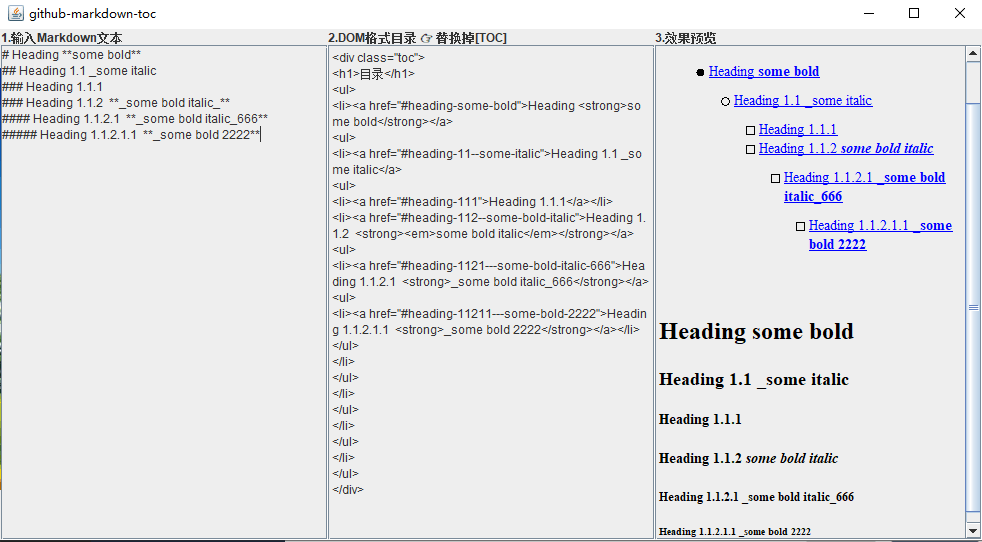 github-markdown-toc
1.输入Markdown文本
# Heading **some bold**
## Heading 1.1 _some italic
### Heading 1.1.1
### Heading 1.1.2  **_some bold italic_**
#### Heading 1.1.2.1  **_some bold italic_666**
##### Heading 1.1.2.1.1  **_some bold 2222**
2.DOM格式目录 👉 替换掉[TOC]
<div class="toc">
<h1>目录</h1>
<ul>
<li><a href="#heading-some-bold">Heading <strong>so
me bold</strong></a>
<ul>
<li><a href="#heading-11--some-italic">Heading 1.1 _so
me italic</a>
<ul>
<li><a href="#heading-111">Heading 1.1.1</a></li>
<li><a href="#heading-112--some-bold-italic">Heading 1.
1.2  <strong><em>some bold italic</em></strong></a>
<ul>
<li><a href="#heading-1121---some-bold-italic-666">Hea
ding 1.1.2.1  <strong>_some bold italic_666</strong></a>
<ul>
<li><a href="#heading-11211---some-bold-2222">Headin
g 1.1.2.1.1  <strong>_some bold 2222</strong></a></li>
</ul>
</li>
</ul>
</li>
</ul>
</li>
</ul>
</li>
</ul>
</div>
3.效果预览
Heading some bold
Heading 1.1 _some italic
Heading 1.1.1
Heading 1.1.2 some bold italic
Heading 1.1.2.1 _some bold
italic_666
Heading 1.1.2.1.1 _some
bold 2222
Heading some bold
Heading 1.1 _some italic
Heading 1.1.1
Heading 1.1.2 some bold italic
Heading 1.1.2.1 _some bold italic_666
Heading 1.1.2.1.1 _some bold 2222